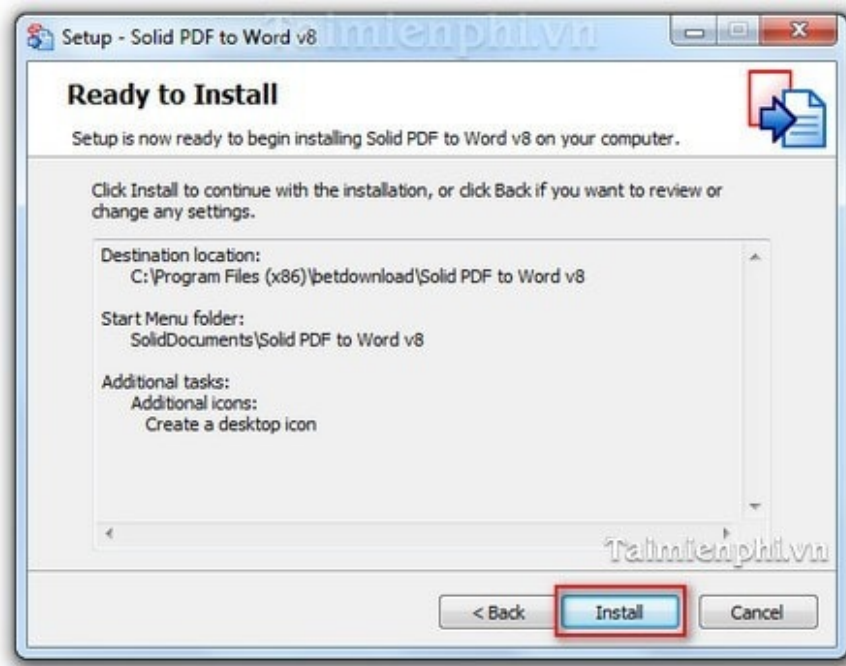 Setup - Solid PDF to Word v8
Taimienphi.vn
Ready to Install
Setup is now ready to begin installing Solid PDF to Word v8 on your computer.
Click Install to continue with the installation, or click Back if you want to review or
change any settings.
Destination location:
C:\Program Files (x86)\betdownload\Solid PDF to Word v8
Start Menu folder:
SolidDocuments\Solid PDF to Word v8
Additional tasks:
Additional icons:
Create a desktop icon
Taimienphi.vn
< Back Install Cancel